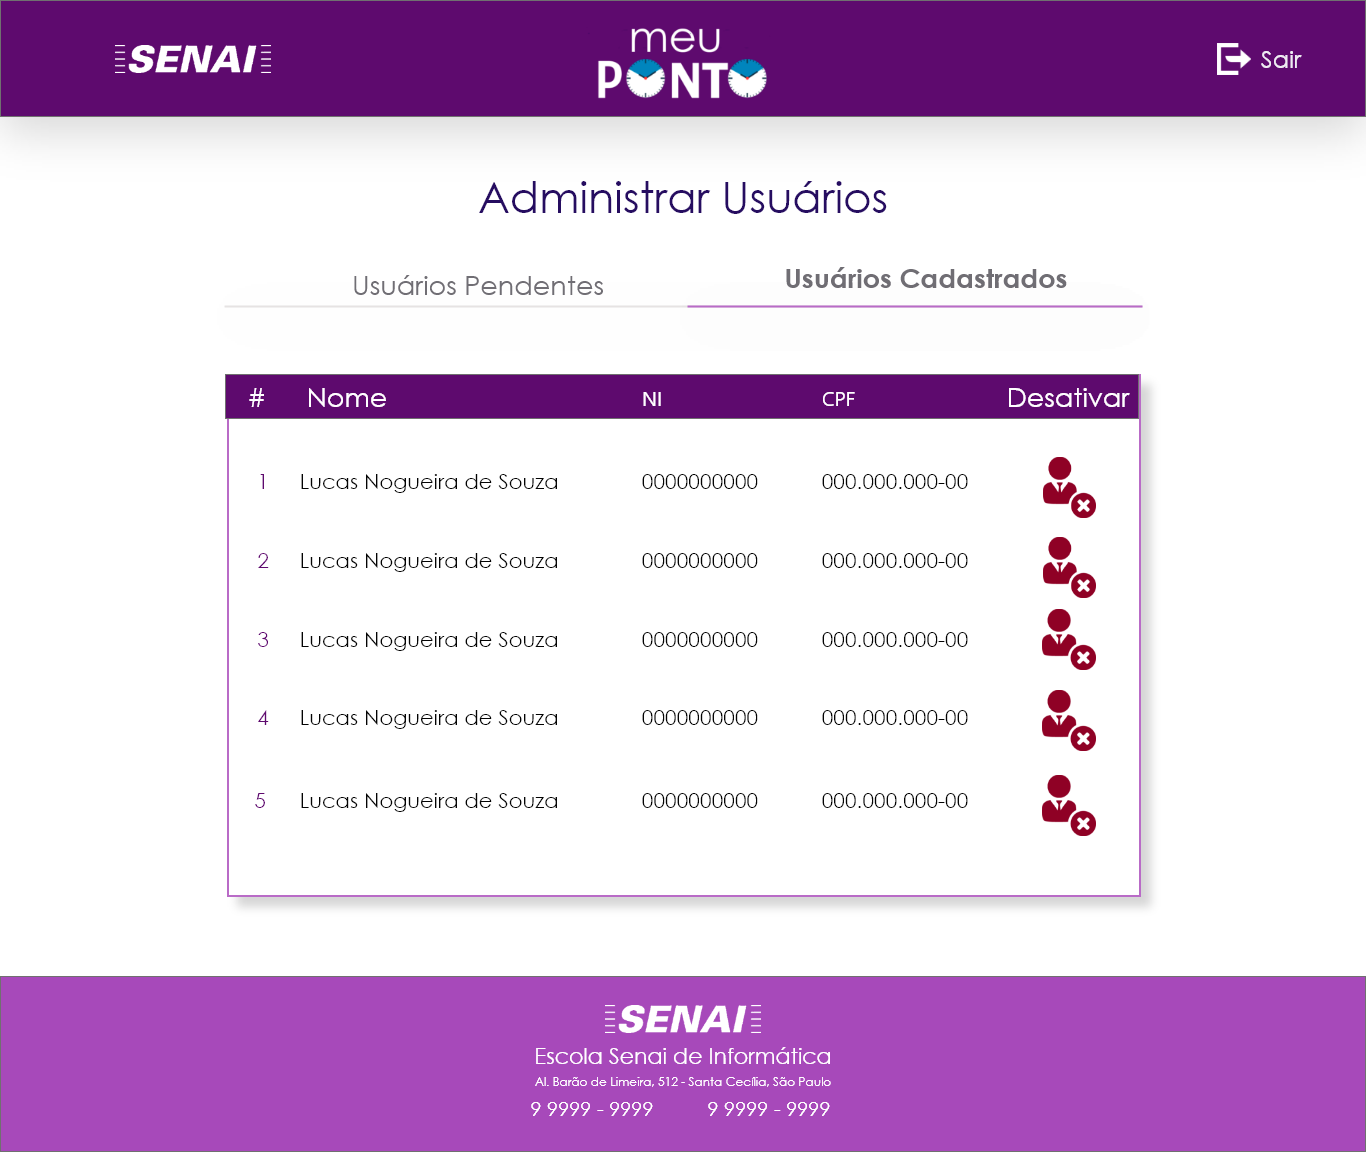 SENAI
meu
PONTO
Sair
Administrar Usuários
Usuários Pendentes
Usuários Cadastrados
# Nome NI CPF Desativar
1 Lucas Nogueira de Souza 0000000000 000.000.000-00
2 Lucas Nogueira de Souza 0000000000 000.000.000-00
3 Lucas Nogueira de Souza 0000000000 000.000.000-00
4 Lucas Nogueira de Souza 0000000000 000.000.000-00
5 Lucas Nogueira de Souza 0000000000 000.000.000-00
SENAI
Escola Senai de Informática
Al. Barão de Limeira, 512 - Santa Cecília, São Paulo
9 9999 - 9999 9 9999 - 9999